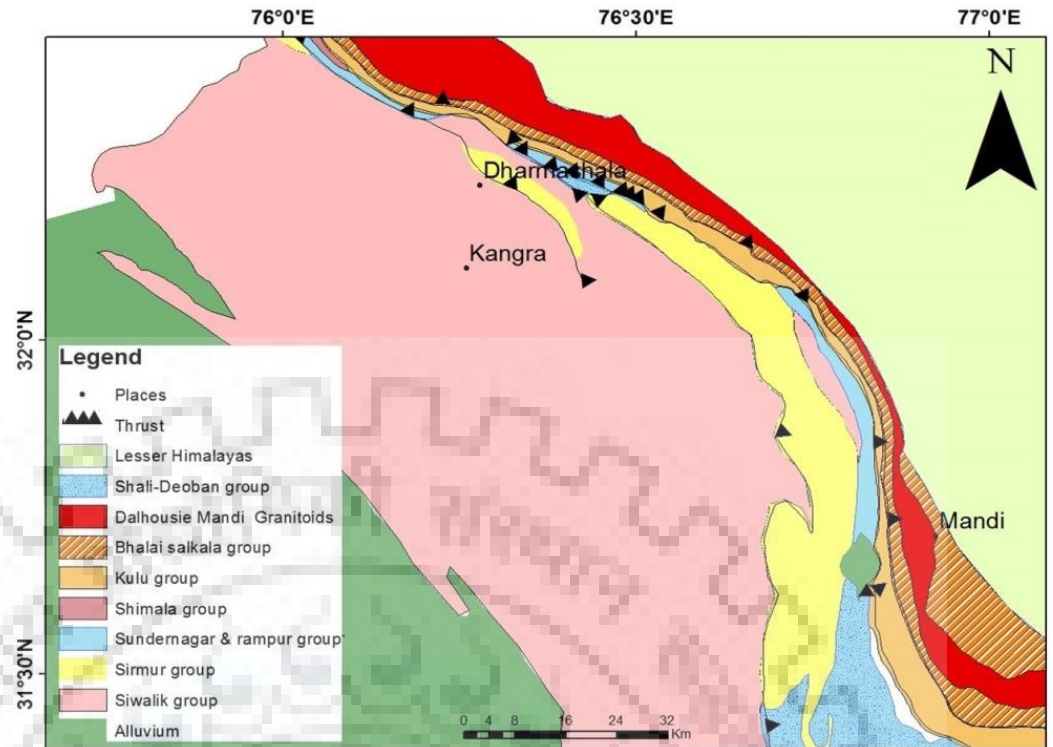 76°0'E 76°30'E 77°0'E
N
Dharmashala
Kangra
32°0'N
Legend
Places
Thrust
Lesser Himalayas
Shali-Deoban group
Dalhousie Mandi Granitoids
Bhalai salkala group
Mandi
Kulu group
Shimala group
Sundernagar & rampur group
31°30'N
Sirmur group
Siwalik group
Alluvium
0 4 8 16 24 32
Km